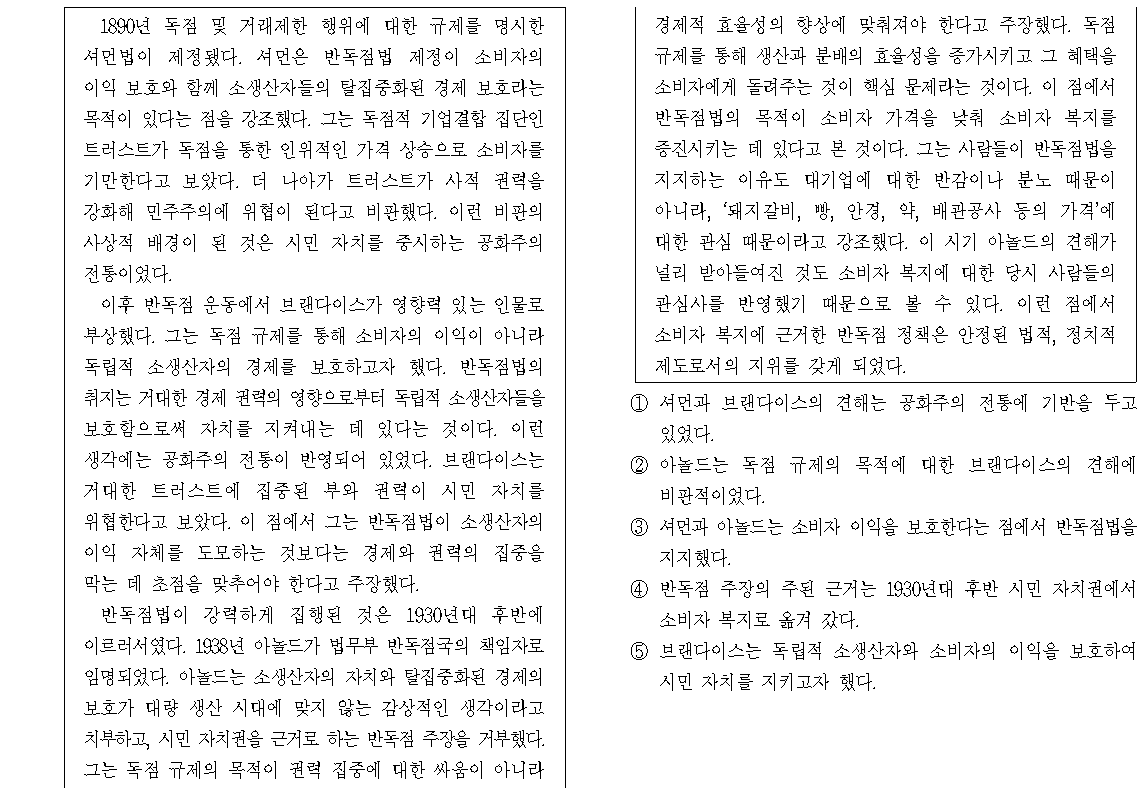 1890년 독점 및 거래제한 행위에 대한 규제를 명시한
셔먼법이 제정됐다. 셔먼은 반독점법 제정이 소비자의
이익 보호와 함께 소생산자들의 탈집중화된 경제 보호라는
목적이 있다는 점을 강조했다. 그는 독점적 기업결합 집단인
트러스트가 독점을 통한 인위적인 가격 상승으로 소비자를
기만한다고 보았다. 더 나아가 트러스트가 사적 권력을
강화해 민주주의에 위협이 된다고 비판했다. 이런 비판의
사상적 배경이 된 것은 시민 자치를 중시하는 공화주의
전통이었다.
이후 반독점 운동에서 브랜다이스가 영향력 있는 인물로
부상했다. 그는 독점 규제를 통해 소비자의 이익이 아니라
독립적 소생산자의 경제를 보호하고자 했다. 반독점법의
취지는 거대한 경제 권력의 영향으로부터 독립적 소생산자들을
보호함으로써 자치를 지켜내는 데 있다는 것이다. 이런
생각에는 공화주의 전통이 반영되어 있었다. 브랜다이스는
거대한 트러스트에 집중된 부와 권력이 시민 자치를
위협한다고 보았다. 이 점에서 그는 반독점법이 소생산자의
이익 자체를 도모하는 것보다는 경제와 권력의 집중을
막는 데 초점을 맞추어야 한다고 주장했다.
반독점법이 강력하게 집행된 것은 1930년대 후반에
이르러서였다. 1938년 아놀드가 법무부 반독점국의 책임자로
임명되었다. 아놀드는 소생산자의 자치와 탈집중화된 경제의
보호가 대량 생산 시대에 맞지 않는 감상적인 생각이라고
치부하고, 시민 자치권을 근거로 하는 반독점 주장을 거부했다.
그는 독점 규제의 목적이 권력 집중에 대한 싸움이 아니라
경제적 효율성의 향상에 맞춰져야 한다고 주장했다. 독점
규제를 통해 생산과 분배의 효율성을 증가시키고 그 혜택을
소비자에게 돌려주는 것이 핵심 문제라는 것이다. 이 점에서
반독점법의 목적이 소비자 가격을 낮춰 소비자 복지를
증진시키는 데 있다고 본 것이다. 그는 사람들이 반독점법을
지지하는 이유도 대기업에 대한 반감이나 분노 때문이
아니라, ‘돼지갈비, 빵, 안경, 약, 배관공사 등의 가격’에
대한 관심 때문이라고 강조했다. 이 시기 아놀드의 견해가
널리 받아들여진 것도 소비자 복지에 대한 당시 사람들의
관심사를 반영했기 때문으로 볼 수 있다. 이런 점에서
소비자 복지에 근거한 반독점 정책은 안정된 법적, 정치적
제도로서의 지위를 갖게 되었다.
① 셔먼과 브랜다이스의 견해는 공화주의 전통에 기반을 두고
있었다.
② 아놀드는 독점 규제의 목적에 대한 브랜다이스의 견해에
비판적이었다.
③ 셔먼과 아놀드는 소비자 이익을 보호한다는 점에서 반독점법을
지지했다.
④ 반독점 주장의 주된 근거는 1930년대 후반 시민 자치권에서
소비자 복지로 옮겨 갔다.
⑤ 브랜다이스는 독립적 소생산자와 소비자의 이익을 보호하여
시민 자치를 지키고자 했다.